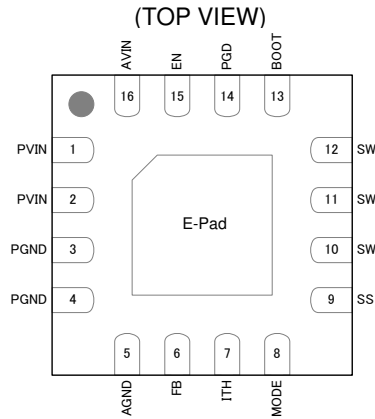 (TOP VIEW)
AVIN EN PGD BOOT
16 15 14 13
PVIN 1 12 SW
PVIN 2 11 SW
E-Pad
PGND 3 10 SW
PGND 4 9 SS
5 6 7 8
AGND FB ITH MODE